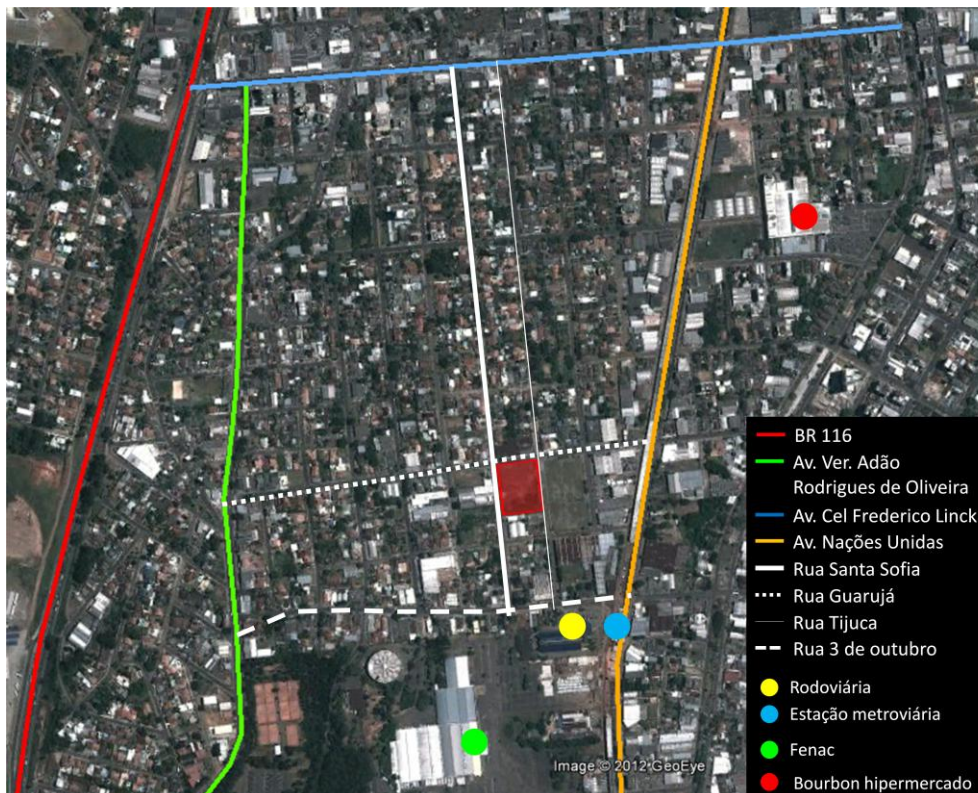 BR 116
Av. Ver. Adão
Rodrigues de Oliveira
Av. Cel Frederico Linck
Av. Nações Unidas
Rua Santa Sofia
Rua Guarujá
Rua Tijuca
Rua 3 de outubro
Rodoviária
Estação metroviária
Fenac
Bourbon hipermercado
Image © 2012 GeoEye